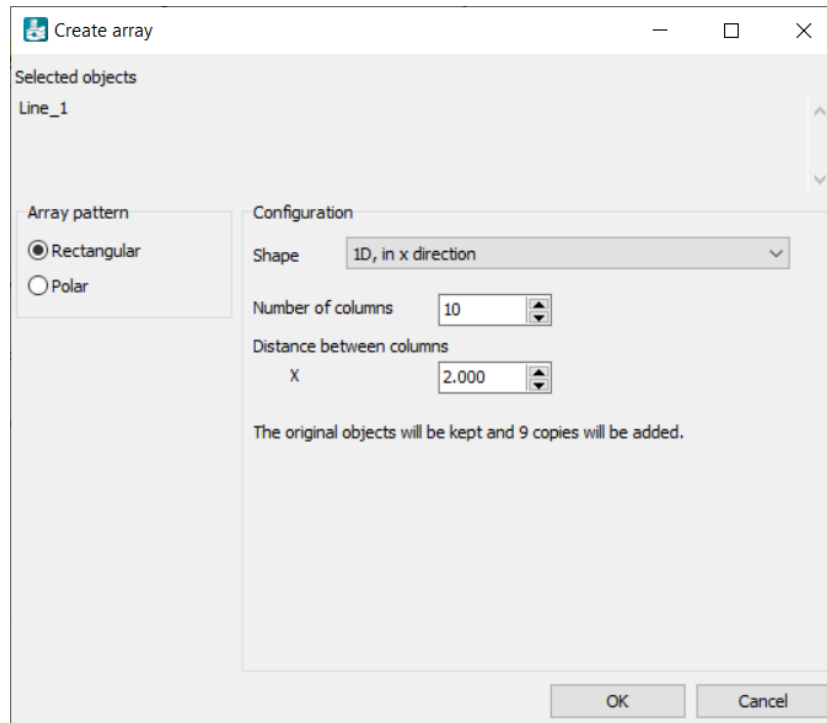 Create array
Selected objects
Line_1
Array pattern
Rectangular
Polar
Configuration
Shape 1D, in x direction
Number of columns 10
Distance between columns
X 2.000
The original objects will be kept and 9 copies will be added.
OK Cancel